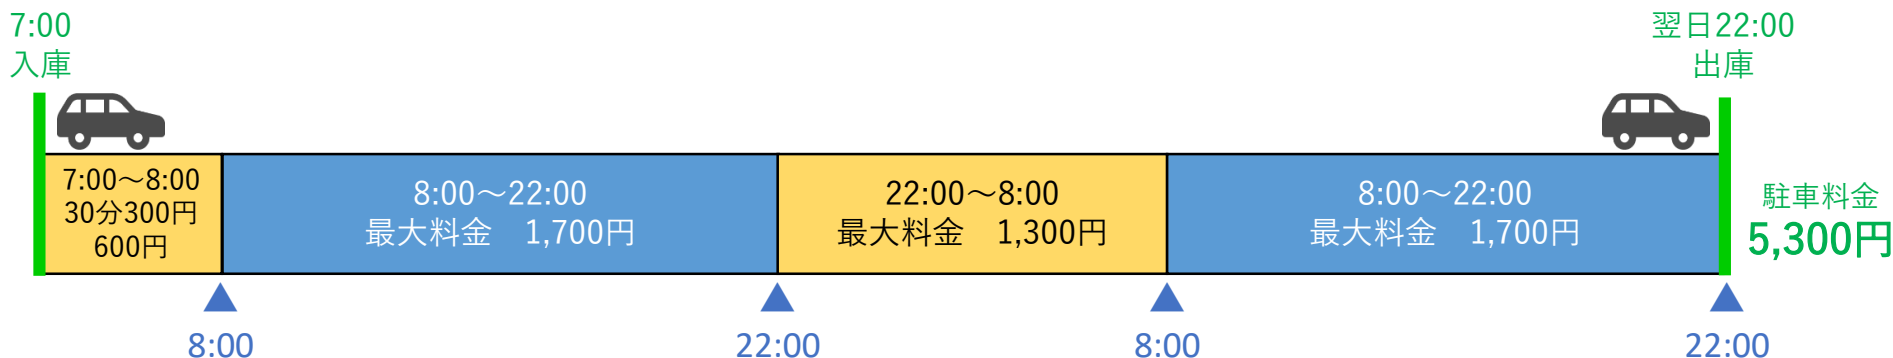 7:00
入庫
翌日22:00
出庫
7:00～8:00
30分300円
600円
8:00～22:00
最大料金　1,700円
22:00～8:00
最大料金　1,300円
8:00～22:00
最大料金　1,700円
駐車料金
5,300円
8:00
22:00
8:00
22:00